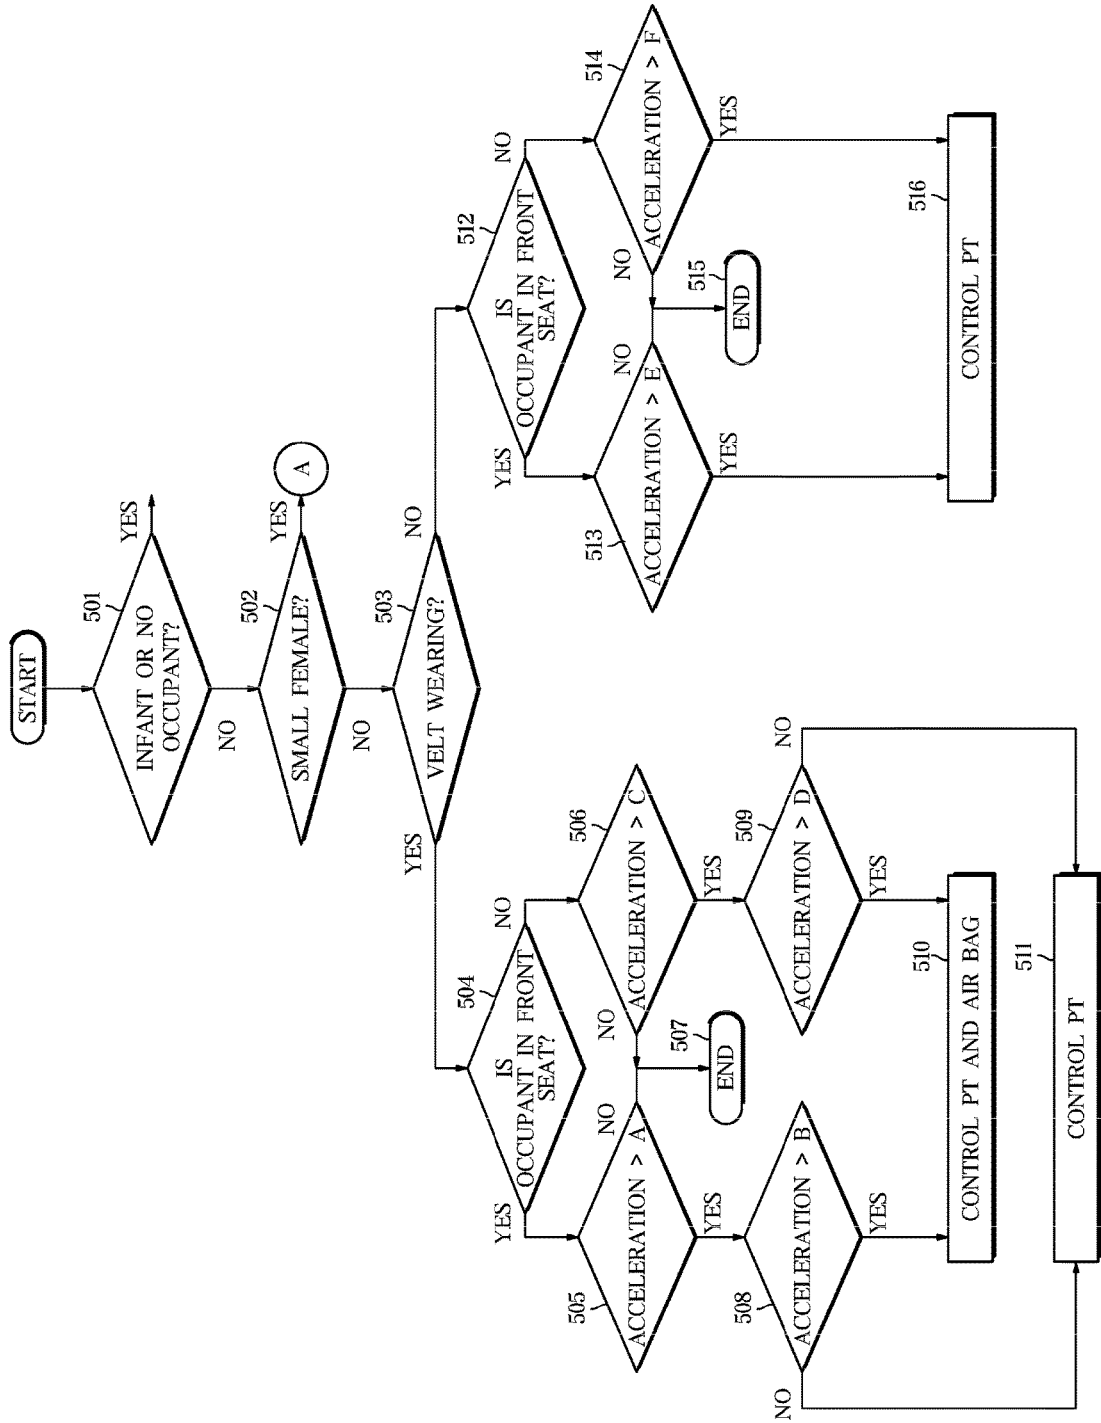 START
501
INFANT OR NO
OCCUPANT?
YES
NO
502
SMALL FEMALE?
YES
A
NO
503
VELT WEARING?
YES
NO
504
IS
OCCUPANT IN FRONT
SEAT?
YES
NO
505
ACCELERATION > A
NO
YES
506
ACCELERATION > C
NO
YES
507
END
508
ACCELERATION > B
NO
YES
509
ACCELERATION > D
NO
YES
510
CONTROL PT AND AIR BAG
511
CONTROL PT
512
IS
OCCUPANT IN FRONT
SEAT?
YES
NO
513
ACCELERATION > E
NO
YES
514
ACCELERATION > F
NO
YES
515
END
516
CONTROL PT